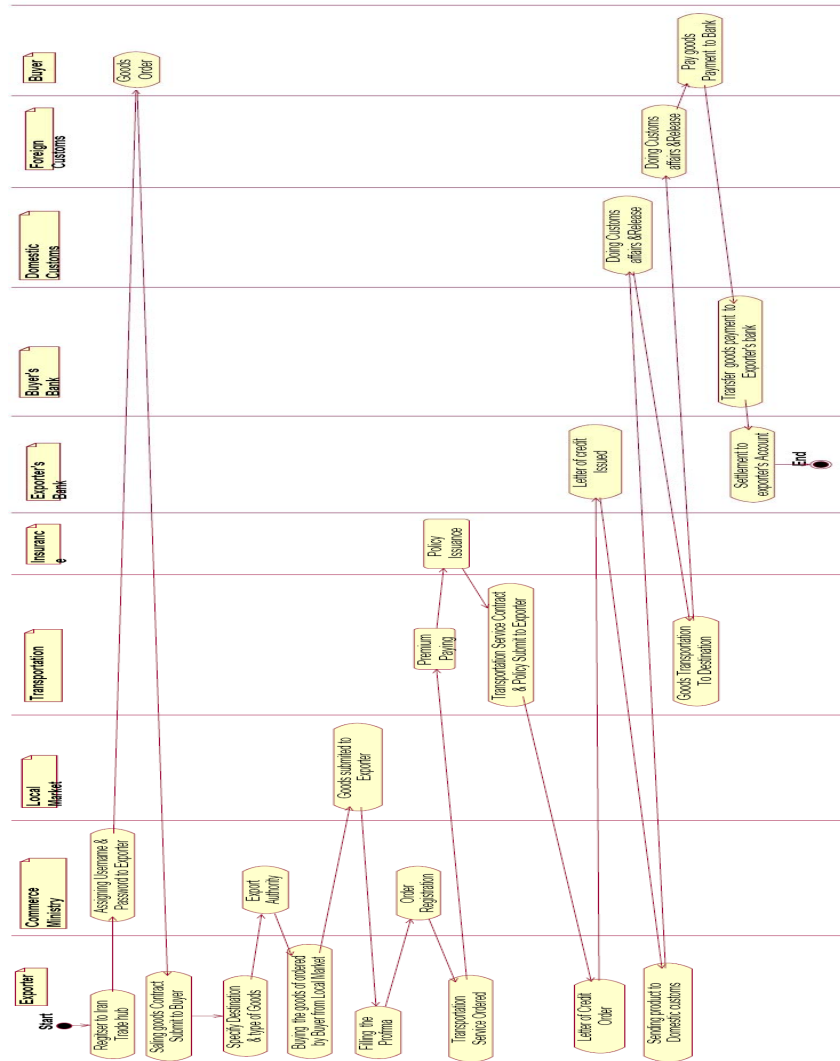 Exporter
Commerce
Ministry
Local
Market
Transportation
Insuranc
e
Exporter's
Bank
Buyer's
Bank
Domestic
Customs
Foreign
Customs
Buyer
Start
Regitser to Iran
Trade hub
Assigning Username &
Password to Exporter
Goods
Order
Saling goods Contract
Submit to Buyer
Specify Destination
& type of Goods
Export
Authority
Buying the goods of ordered
by Buyer from Local Market
Goods submited to
Exporter
Filling the
Profmia
Order
Registration
Transportation
Service Ordered
Premium
Paying
Policy
Issuance
Transportation Service Contract
& Policy Submit to Exporter
Letter of Credit
Order
Letter of credit
Issued
Sending product to
Domestic customs
Doing Customs
affairs &Release
Goods Transportation
To Destination
Doing Customs
affairs &Release
Pay goods
Payment to Bank
Transfer goods payment to
Exporter's bank
Settlement to
exporter's Account
End